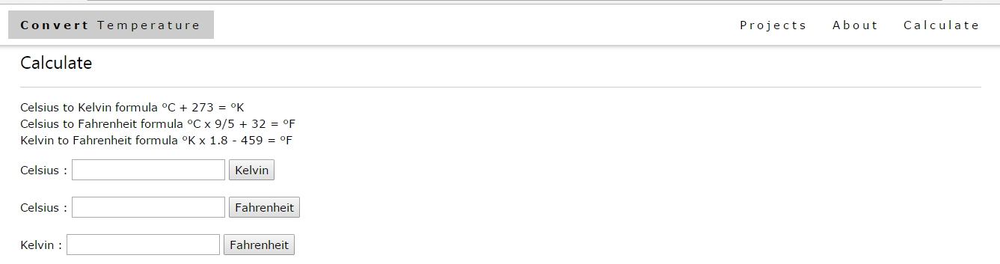 Convert Temperature
Projects About Calculate
Calculate
Celsius to Kelvin formula ºC + 273 = ºK
Celsius to Fahrenheit formula ºC x 9/5 + 32 = ºF
Kelvin to Fahrenheit formula ºK x 1.8 - 459 = ºF
Celsius : Kelvin
Celsius : Fahrenheit
Kelvin : Fahrenheit